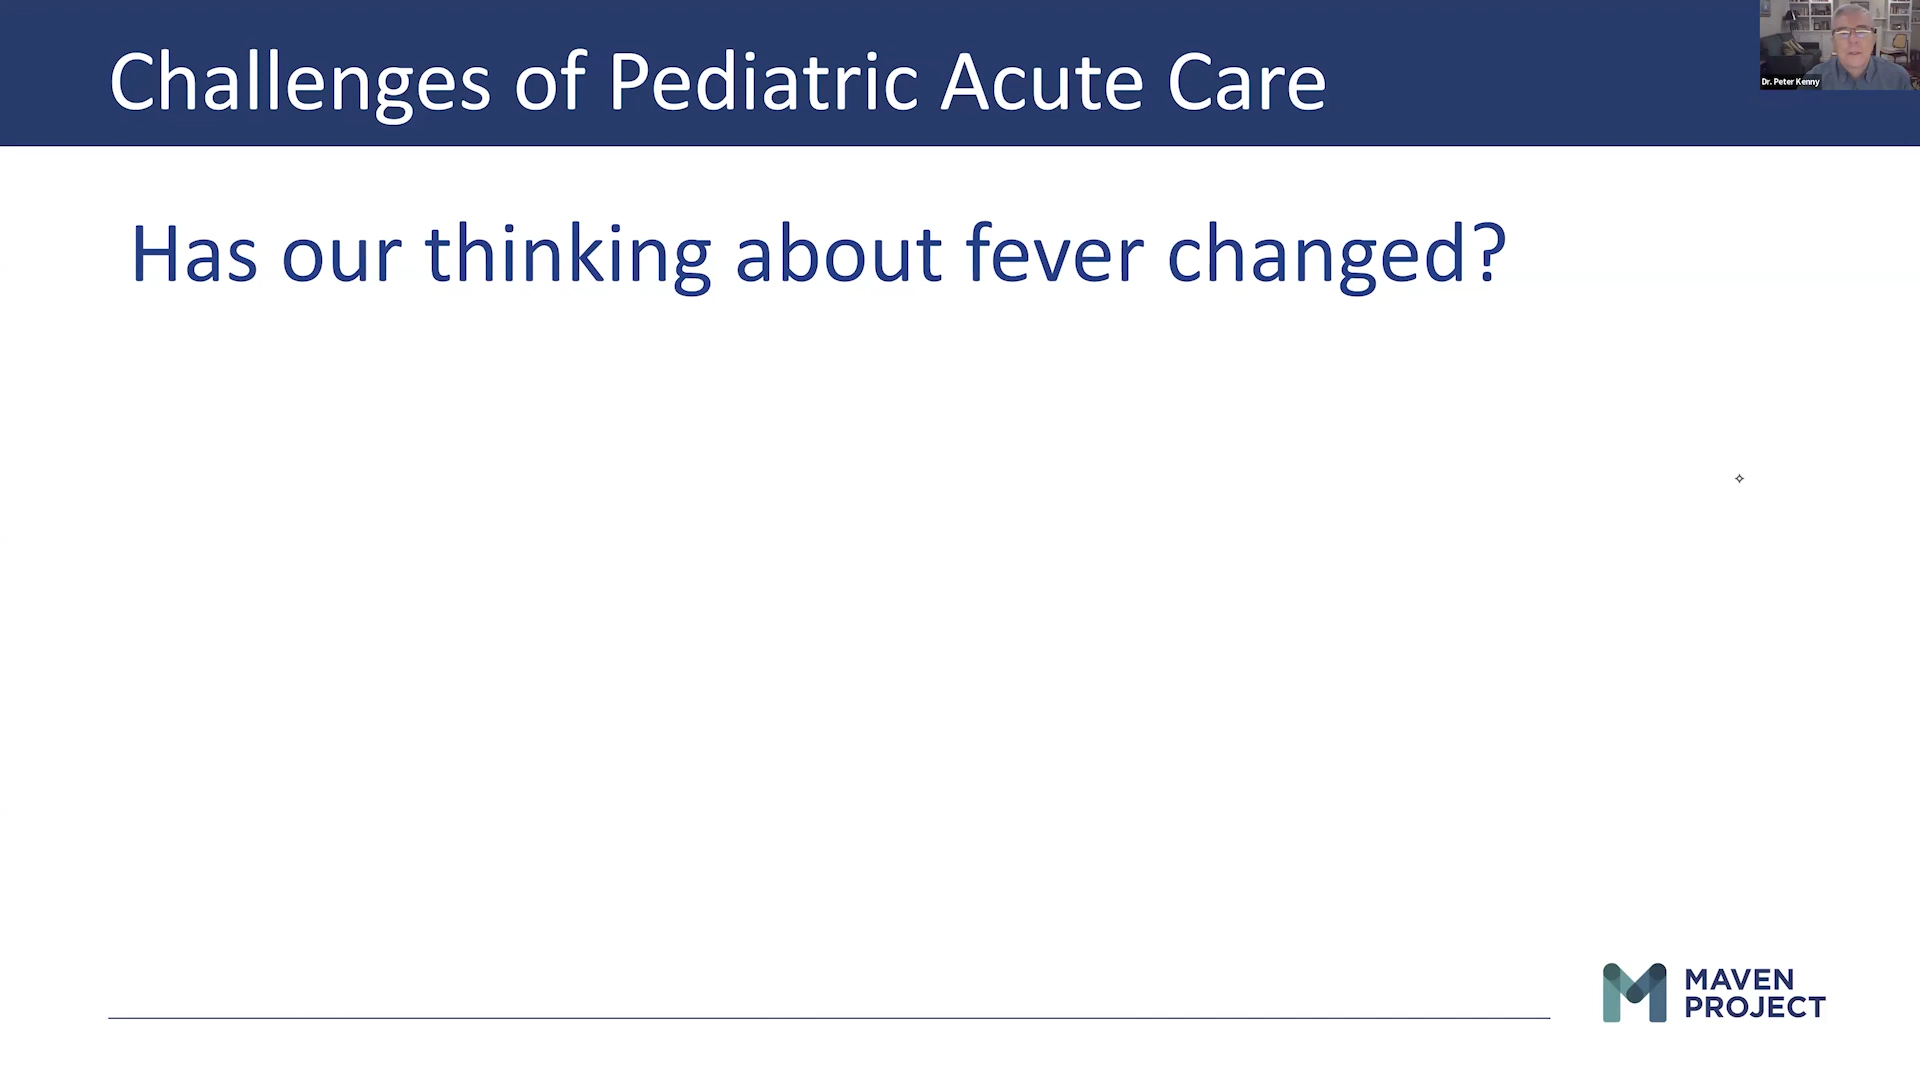 Challenges of Pediatric Acute Care
Dr. Peter Kenny
Has our thinking about fever changed?
MAVEN
PROJECT